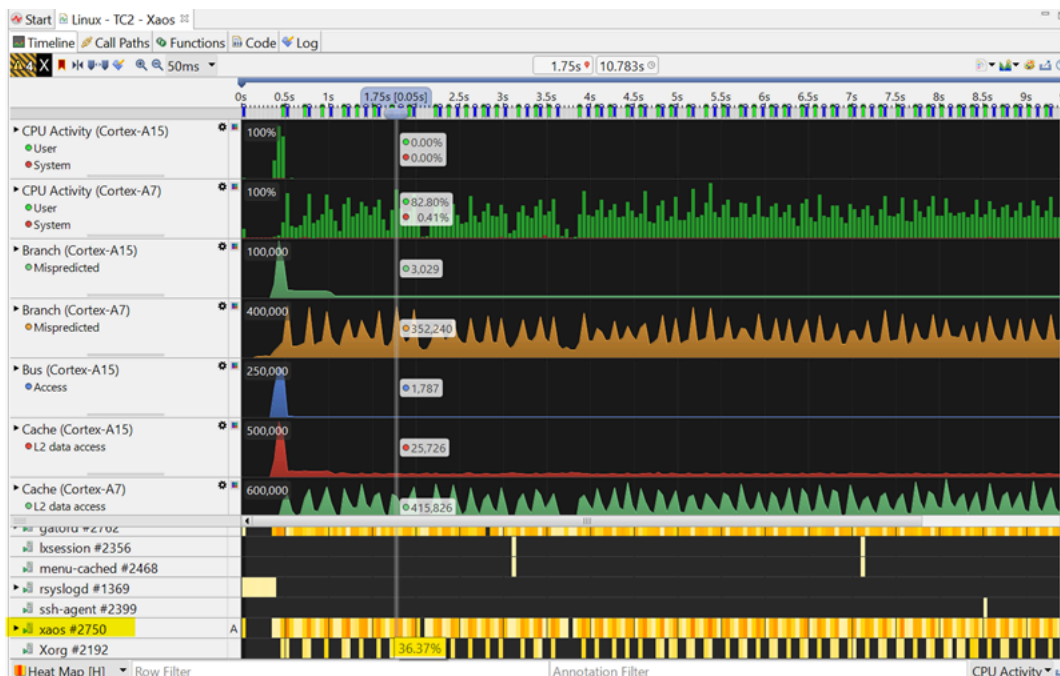 Start Linux - TC2 - Xaos
Timeline Call Paths Functions Code Log
4 X 50ms 1.75s 10.783s
0s 0.5s 1s 1.75s [0.05s] 2.5s 3s 3.5s 4s 4.5s 5s 5.5s 6s 6.5s 7s 7.5s 8s 8.5s 9s
CPU Activity (Cortex-A15) 100%
User 0.00%
System 0.00%
CPU Activity (Cortex-A7) 100%
User 82.80%
System 0.41%
Branch (Cortex-A15) 100,000
Mispredicted 3,029
Branch (Cortex-A7) 400,000
Mispredicted 352,240
Bus (Cortex-A15) 250,000
Access 1,787
Cache (Cortex-A15) 500,000
L2 data access 25,726
Cache (Cortex-A7) 600,000
L2 data access 415,826
gatord #2762
lxsession #2356
menu-cached #2468
rsyslogd #1369
ssh-agent #2399
xaos #2750 A
Xorg #2192 36.37%
Heat Map [H] Row Filter Annotation Filter CPU Activity